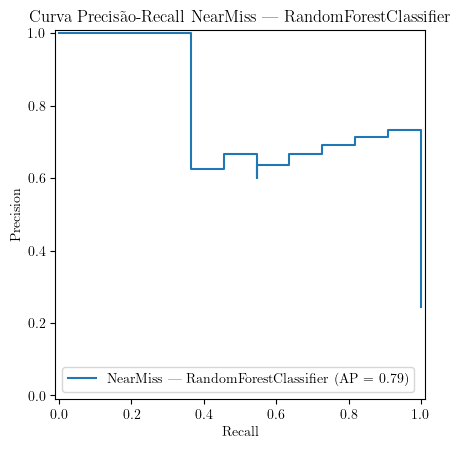 Curva Precisão-Recall NearMiss — RandomForestClassifier
1.0
0.8
0.6
0.4
0.2
0.0
Precision
NearMiss — RandomForestClassifier (AP = 0.79)
0.0 0.2 0.4 0.6 0.8 1.0
Recall